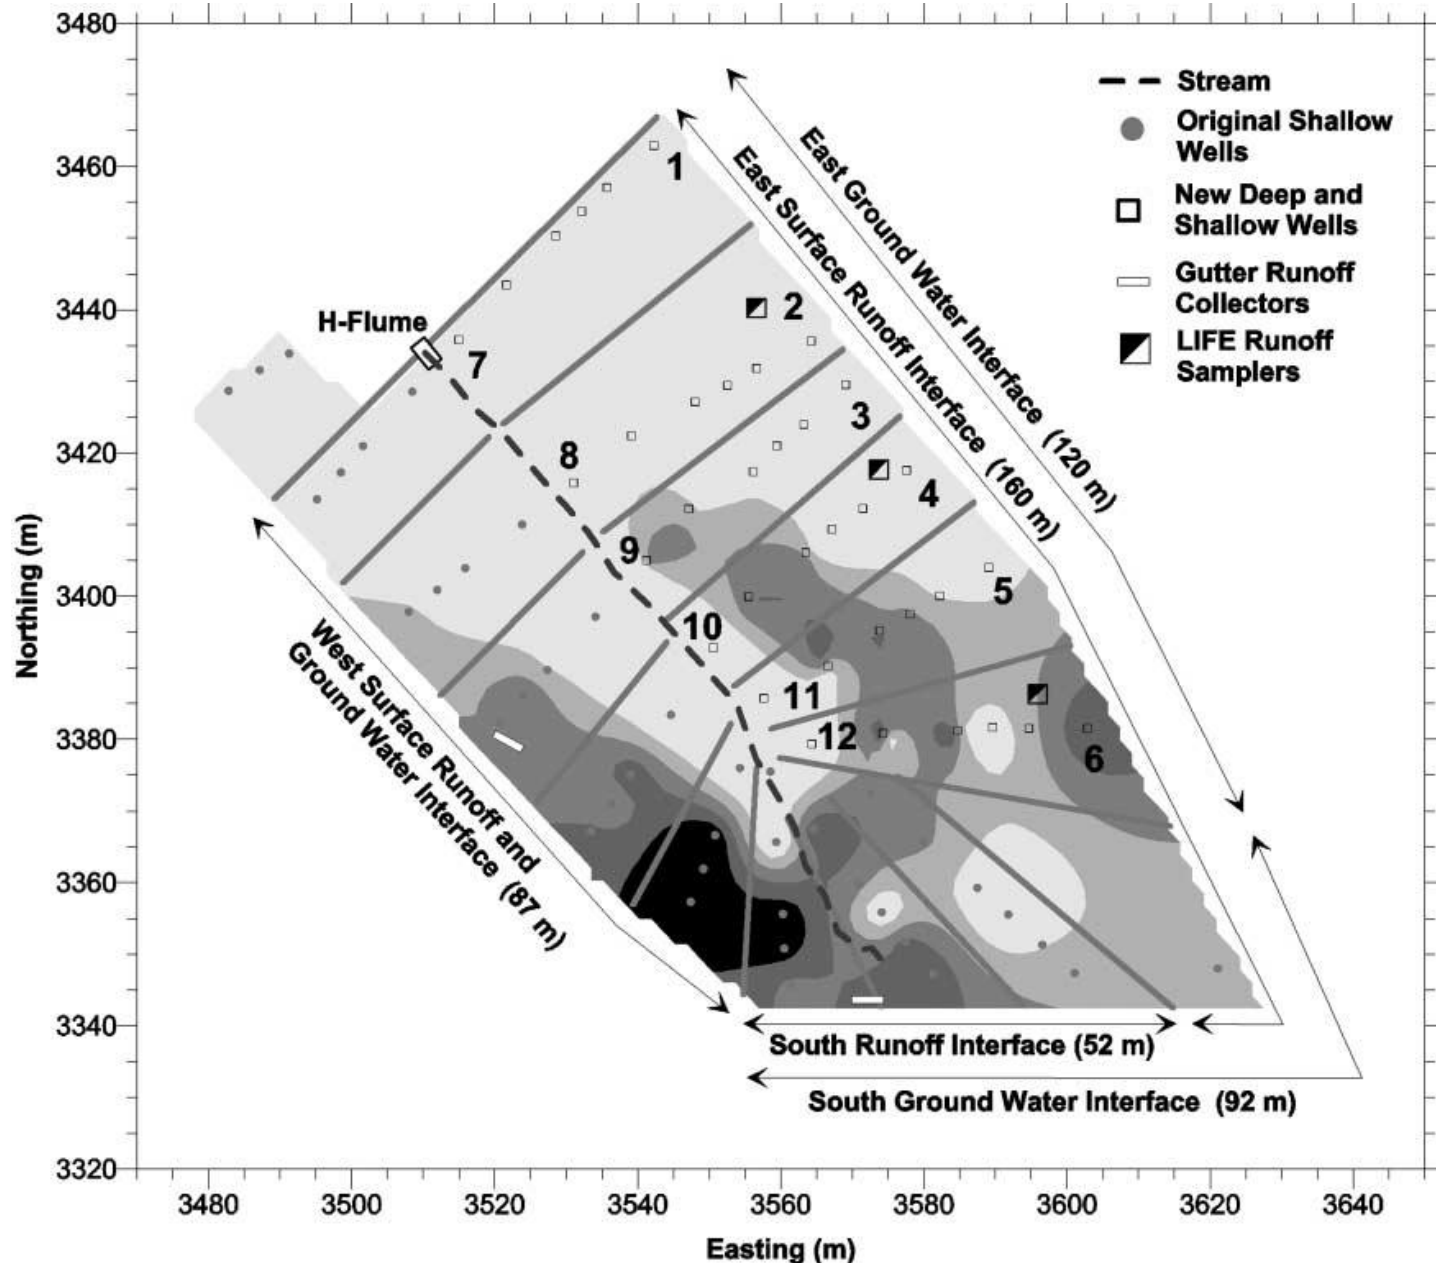 3480
3460
3440
3420
3400
3380
3360
3340
3320
Northing (m)
3480
3500
3520
3540
3560
3580
3600
3620
3640
Easting (m)
Stream
Original Shallow
Wells
New Deep and
Shallow Wells
Gutter Runoff
Collectors
LIFE Runoff
Samplers
East Ground Water Interface (120 m)
East Surface Runoff Interface (160 m)
H-Flume
1
2
3
4
5
6
7
8
9
10
11
12
West Surface Runoff and
Ground Water Interface (87 m)
South Runoff Interface (52 m)
South Ground Water Interface (92 m)